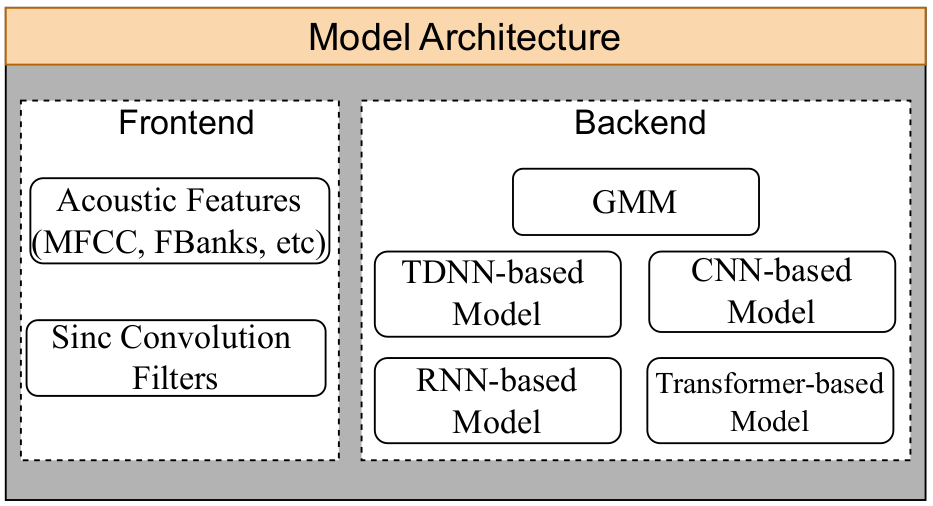 Model Architecture
Frontend
Acoustic Features
(MFCC, FBanks, etc)
Sinc Convolution
Filters
Backend
GMM
TDNN-based
Model
CNN-based
Model
RNN-based
Model
Transformer-based
Model